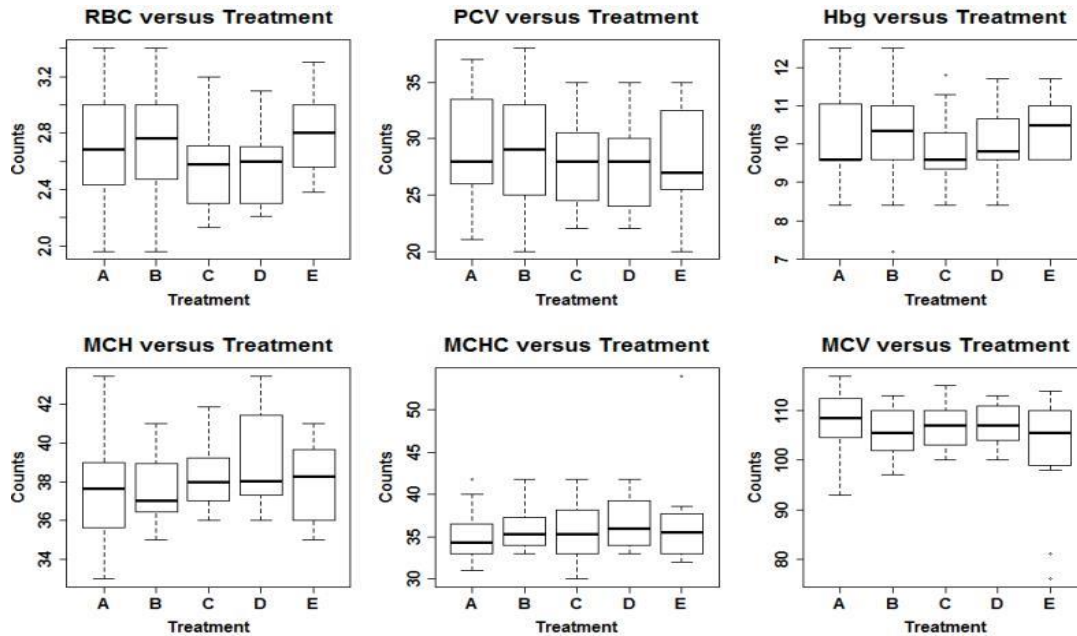 RBC versus Treatment
Counts
3.2
2.8
2.4
2.0
A B C D E
Treatment
PCV versus Treatment
Counts
35
30
25
20
A B C D E
Treatment
Hbg versus Treatment
Counts
12
11
10
9
8
7
A B C D E
Treatment
MCH versus Treatment
Counts
42
40
38
36
34
A B C D E
Treatment
MCHC versus Treatment
Counts
50
45
40
35
30
A B C D E
Treatment
MCV versus Treatment
Counts
110
100
90
80
A B C D E
Treatment